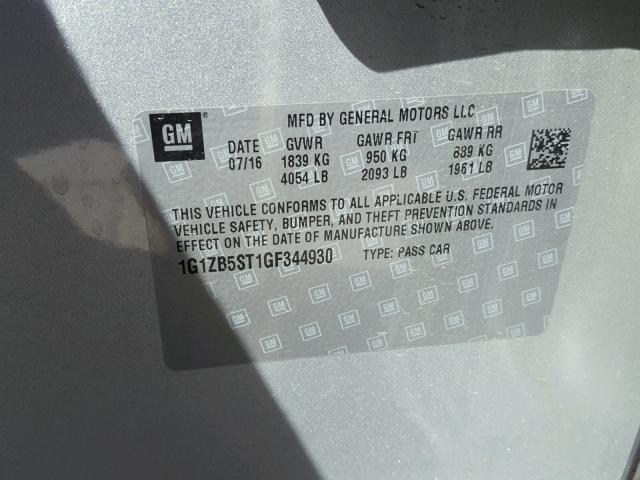 GM®
MFD BY GENERAL MOTORS LLC
DATE GVWR GAWR FRT GAWR RR
07/16 1839 KG 950 KG 889 KG
4054 LB 2093 LB 1961 LB
THIS VEHICLE CONFORMS TO ALL APPLICABLE U.S. FEDERAL MOTOR
VEHICLE SAFETY, BUMPER, AND THEFT PREVENTION STANDARDS IN
EFFECT ON THE DATE OF MANUFACTURE SHOWN ABOVE.
1G1ZB5ST1GF344930 TYPE: PASS CAR